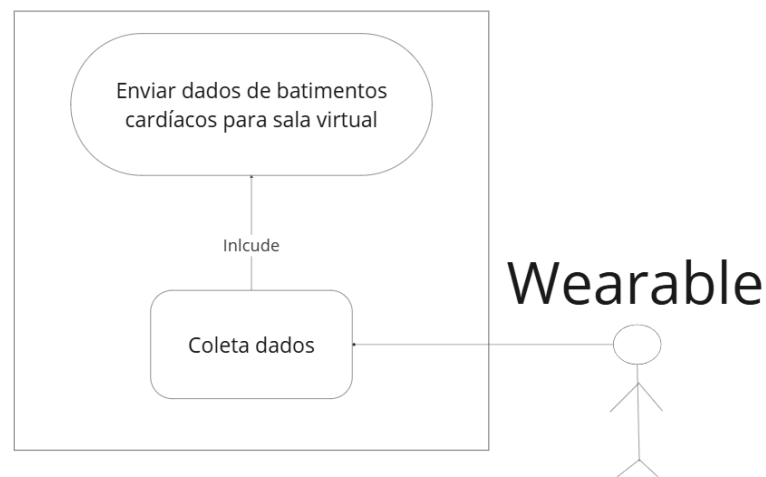 Enviar dados de batimentos
cardíacos para sala virtual
Inlcude
Wearable
Coleta dados